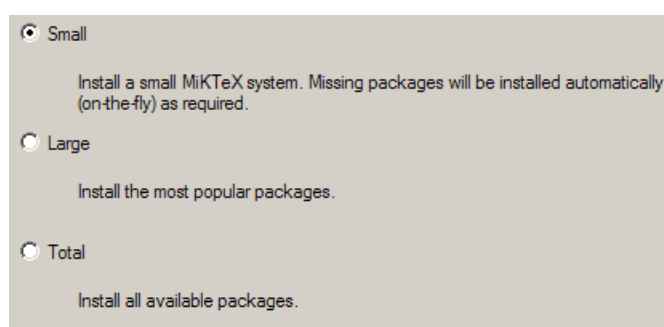 Small
Install a small MiKTeX system. Missing packages will be installed automatically
(on-the-fly) as required.
Large
Install the most popular packages.
Total
Install all available packages.